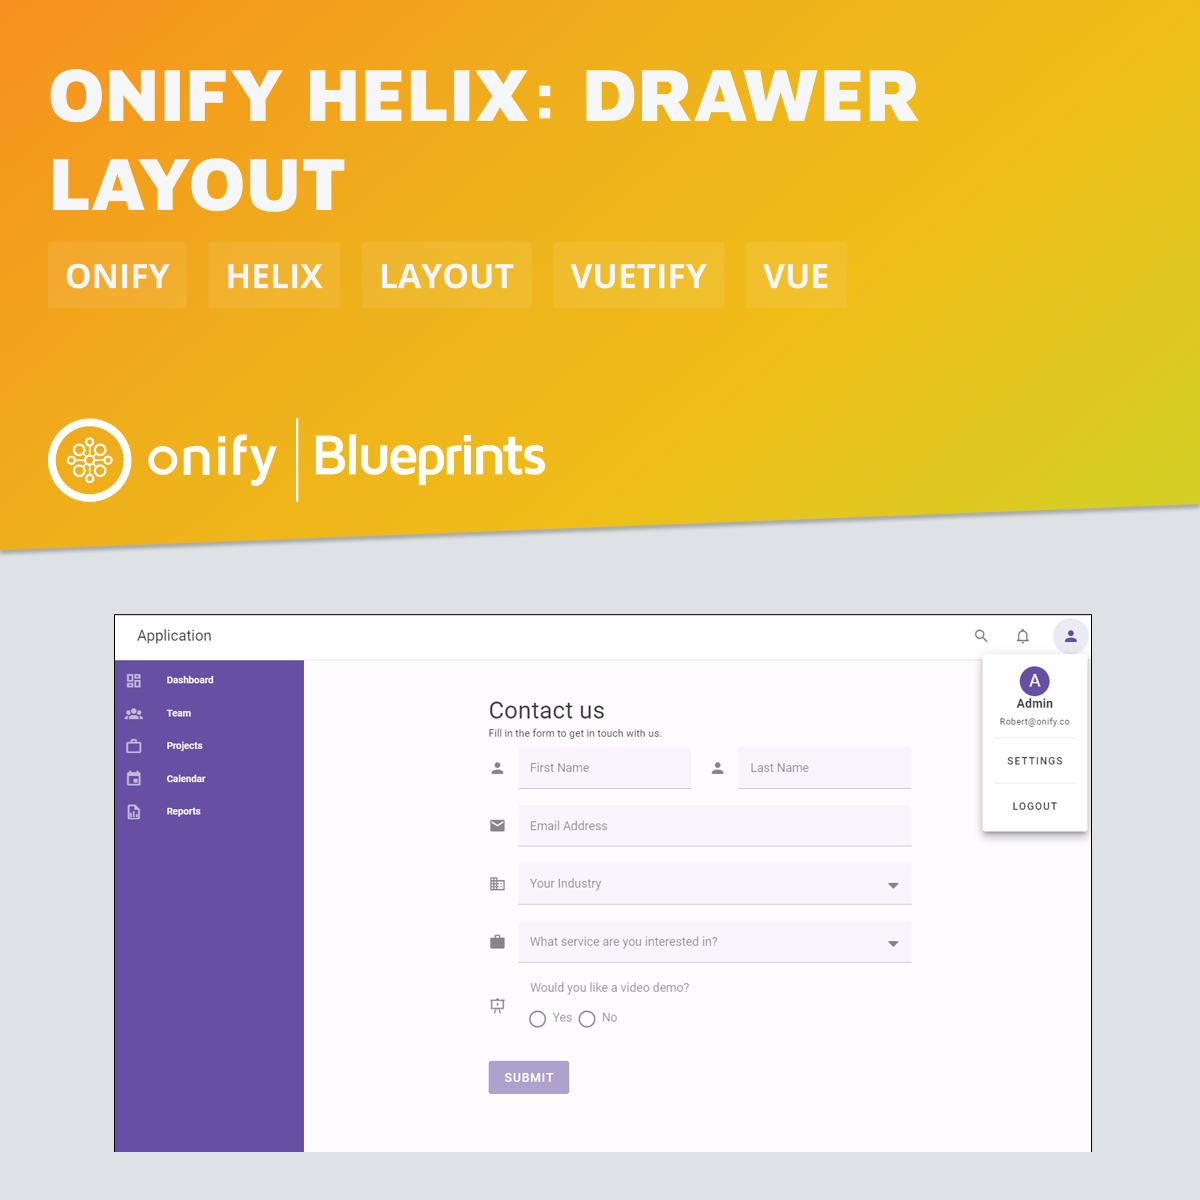 ONIFY HELIX: DRAWER
LAYOUT
ONIFY HELIX LAYOUT VUETIFY VUE
onify Blueprints
Application
Dashboard
Team
Projects
Calendar
Reports
Contact us
Fill in the form to get in touch with us.
First Name Last Name
Email Address
Your Industry
What service are you interested in?
Would you like a video demo?
Yes No
SUBMIT
A
Admin
Robert@onify.co
SETTINGS
LOGOUT